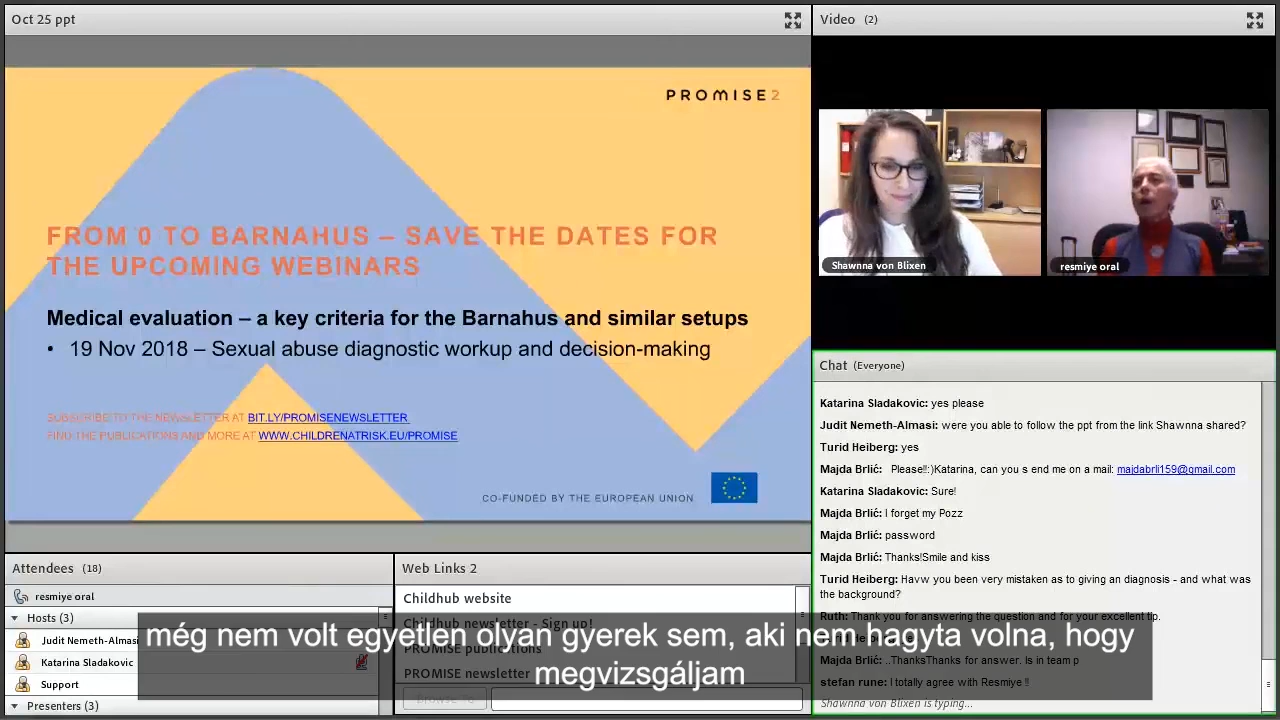 Oct 25 ppt
PROMISE2
FROM 0 TO BARNAHUS – SAVE THE DATES FOR
THE UPCOMING WEBINARS
Medical evaluation – a key criteria for the Barnahus and similar setups
• 19 Nov 2018 – Sexual abuse diagnostic workup and decision-making
SUBSCRIBE TO THE NEWSLETTER AT BIT.LY/PROMISENEWSLETTER
FIND THE PUBLICATIONS AND MORE AT WWW.CHILDRENATRISK.EU/PROMISE
CO-FUNDED BY THE EUROPEAN UNION
Video (2)
Shawnna von Blixen
resmiye oral
Chat (Everyone)
Katarina Sladakovic: yes please
Judit Nemeth-Almasi: were you able to follow the ppt from the link Shawnna shared?
Turid Heiberg: yes
Majda Brlić: Please!!:)Katarina, can you s end me on a mail: majdabrli159@gmail.com
Katarina Sladakovic: Sure!
Majda Brlić: I forget my Pozz
Majda Brlić: password
Majda Brlić: Thanks!Smile and kiss
Turid Heiberg: Havw you been very mistaken as to giving an diagnosis - and what was
the background?
Ruth: Thank you for answering the question and for your excellent tip.
Majda Brlić: ..ThanksThanks for answer. Is in team p
stefan rune: I totally agree with Resmiye !!
Shawnna von Blixen is typing...
Attendees (18)
resmiye oral
Hosts (3)
Judit Nemeth-Almasi
Katarina Sladakovic
Support
Presenters (3)
Web Links 2
Childhub website
Childhub newsletter - Sign up!
PROMISE publications
PROMISE newsletter
Browse To
még nem volt egyetlen olyan gyerek sem, aki nem hagyta volna, hogy
megvizsgáljam